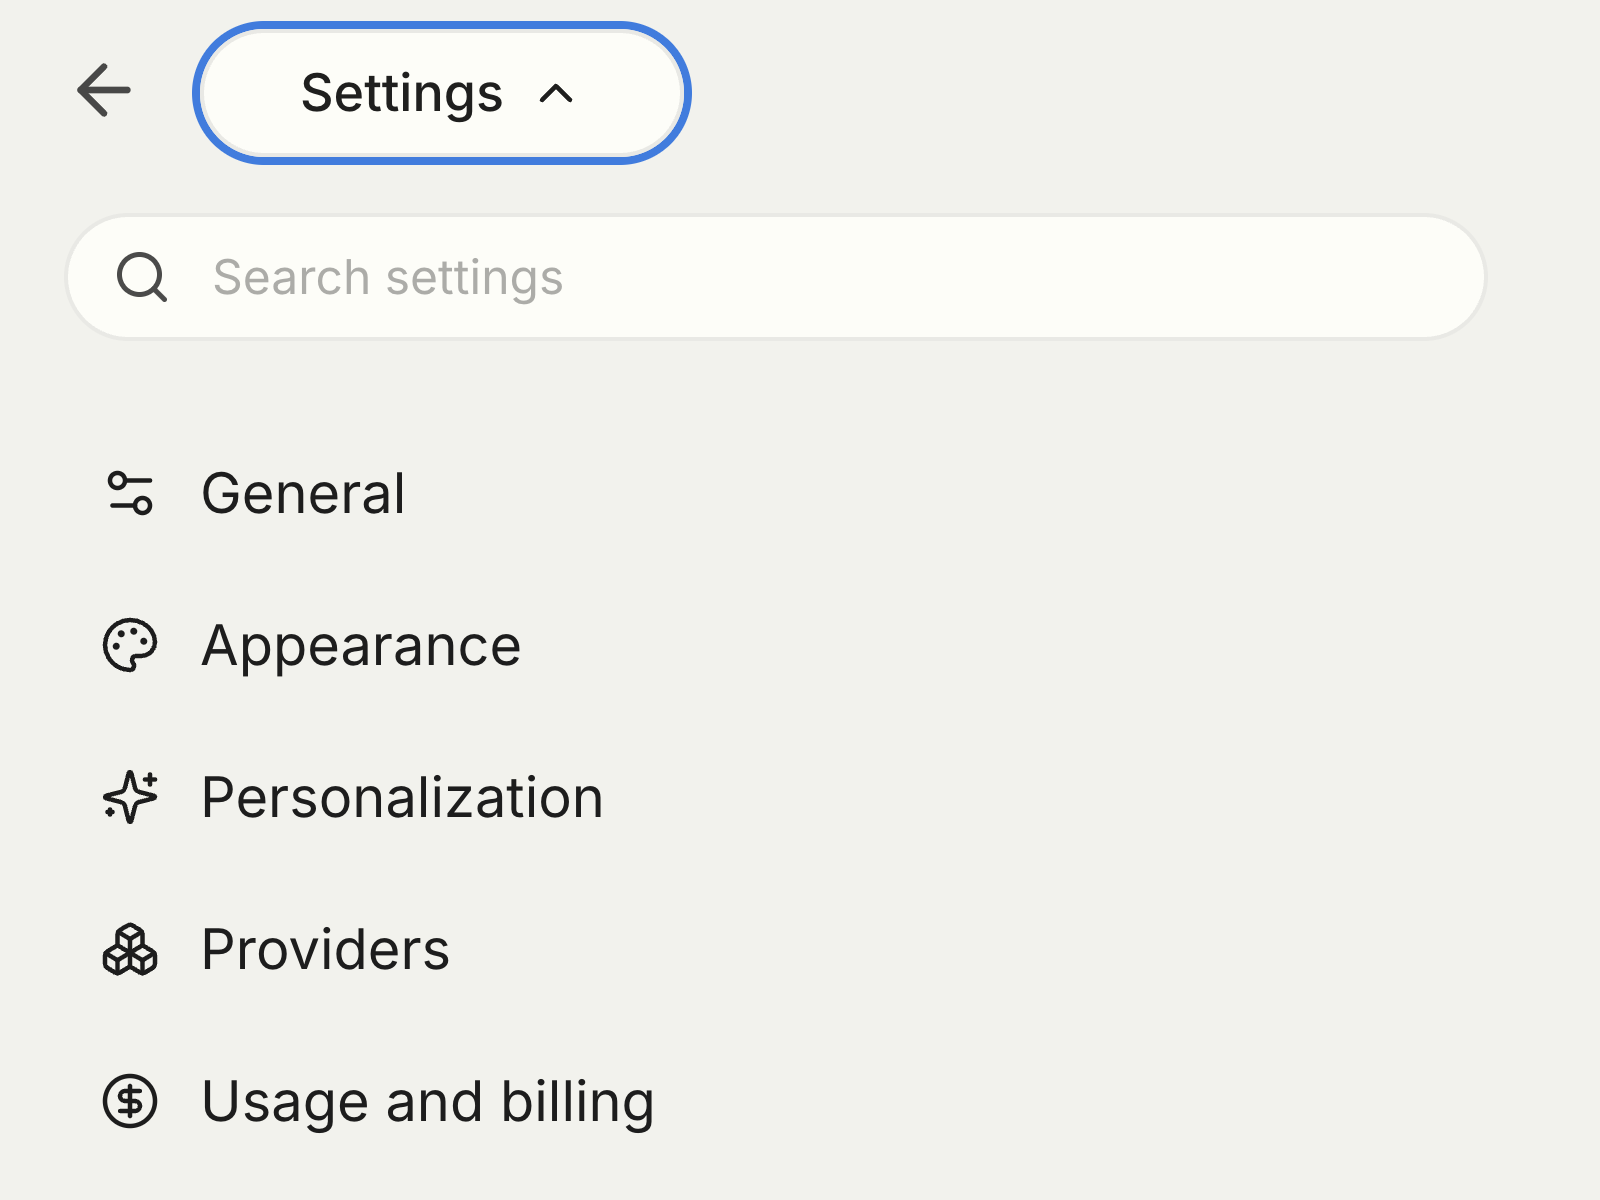 Settings
Search settings
General
Appearance
Personalization
Providers
Usage and billing